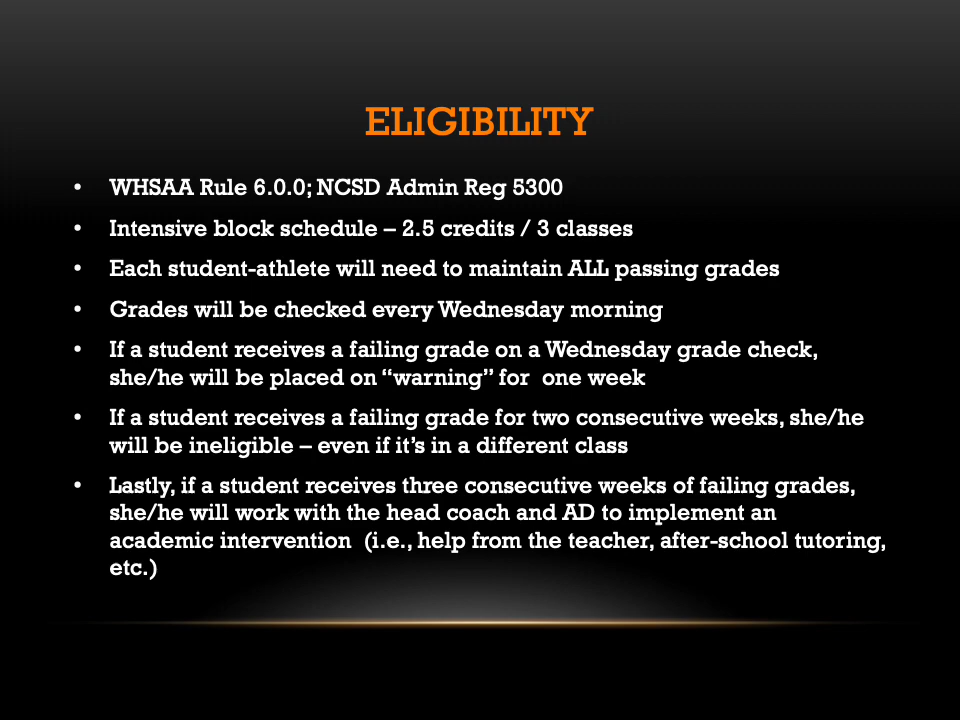 ELIGIBILITY
• WHSAA Rule 6.0.0; NCSD Admin Reg 5300
• Intensive block schedule – 2.5 credits / 3 classes
• Each student-athlete will need to maintain ALL passing grades
• Grades will be checked every Wednesday morning
• If a student receives a failing grade on a Wednesday grade check,
she/he will be placed on “warning” for  one week
• If a student receives a failing grade for two consecutive weeks, she/he
will be ineligible – even if it’s in a different class
• Lastly, if a student receives three consecutive weeks of failing grades,
she/he will work with the head coach and AD to implement an
academic intervention  (i.e., help from the teacher, after-school tutoring,
etc.)